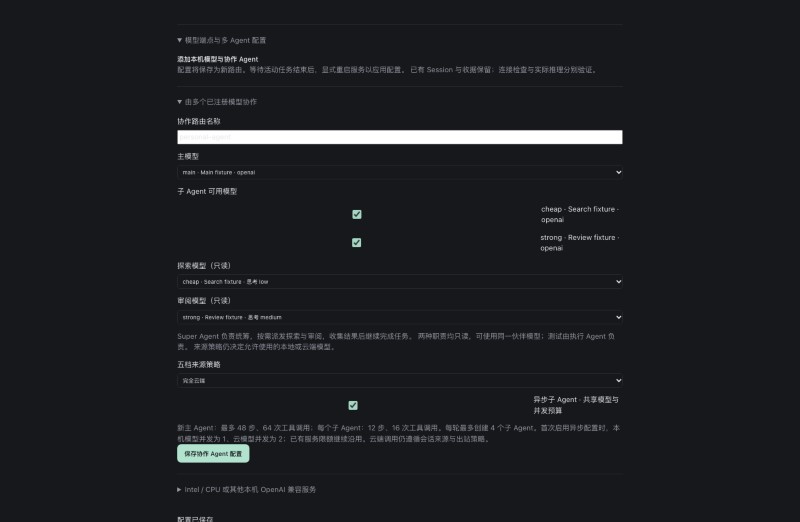 ▼ 模型端点与多 Agent 配置
添加本机模型与协作 Agent
配置将保存为新路由。等待活动任务结束后，显式重启服务以应用配置。 已有 Session 与收据保留；连接检查与实际推理分别验证。
▼ 由多个已注册模型协作
协作路由名称
主模型
main · Main fixture · openai
子 Agent 可用模型
cheap · Search fixture ·
openai
strong · Review fixture ·
openai
探索模型（只读）
cheap · Search fixture · 思考 low
审阅模型（只读）
strong · Review fixture · 思考 medium
Super Agent 负责统筹，按需派发探索与审阅，收集结果后继续完成任务。 两种职责均只读，可使用同一伙伴模型；测试由执行 Agent 负
责。 来源策略仍决定允许使用的本地或云端模型。
五档来源策略
完全云端
异步子 Agent · 共享模型与
并发预算
新主 Agent：最多 48 步、64 次工具调用；每个子 Agent：12 步、16 次工具调用。每轮最多创建 4 个子 Agent。首次启用异步配置时，本
机模型并发为 1、云模型并发为 2；已有服务限额继续沿用。云端调用仍遵循会话来源与出站策略。
保存协作 Agent 配置
▶ Intel / CPU 或其他本机 OpenAI 兼容服务
配置已保存